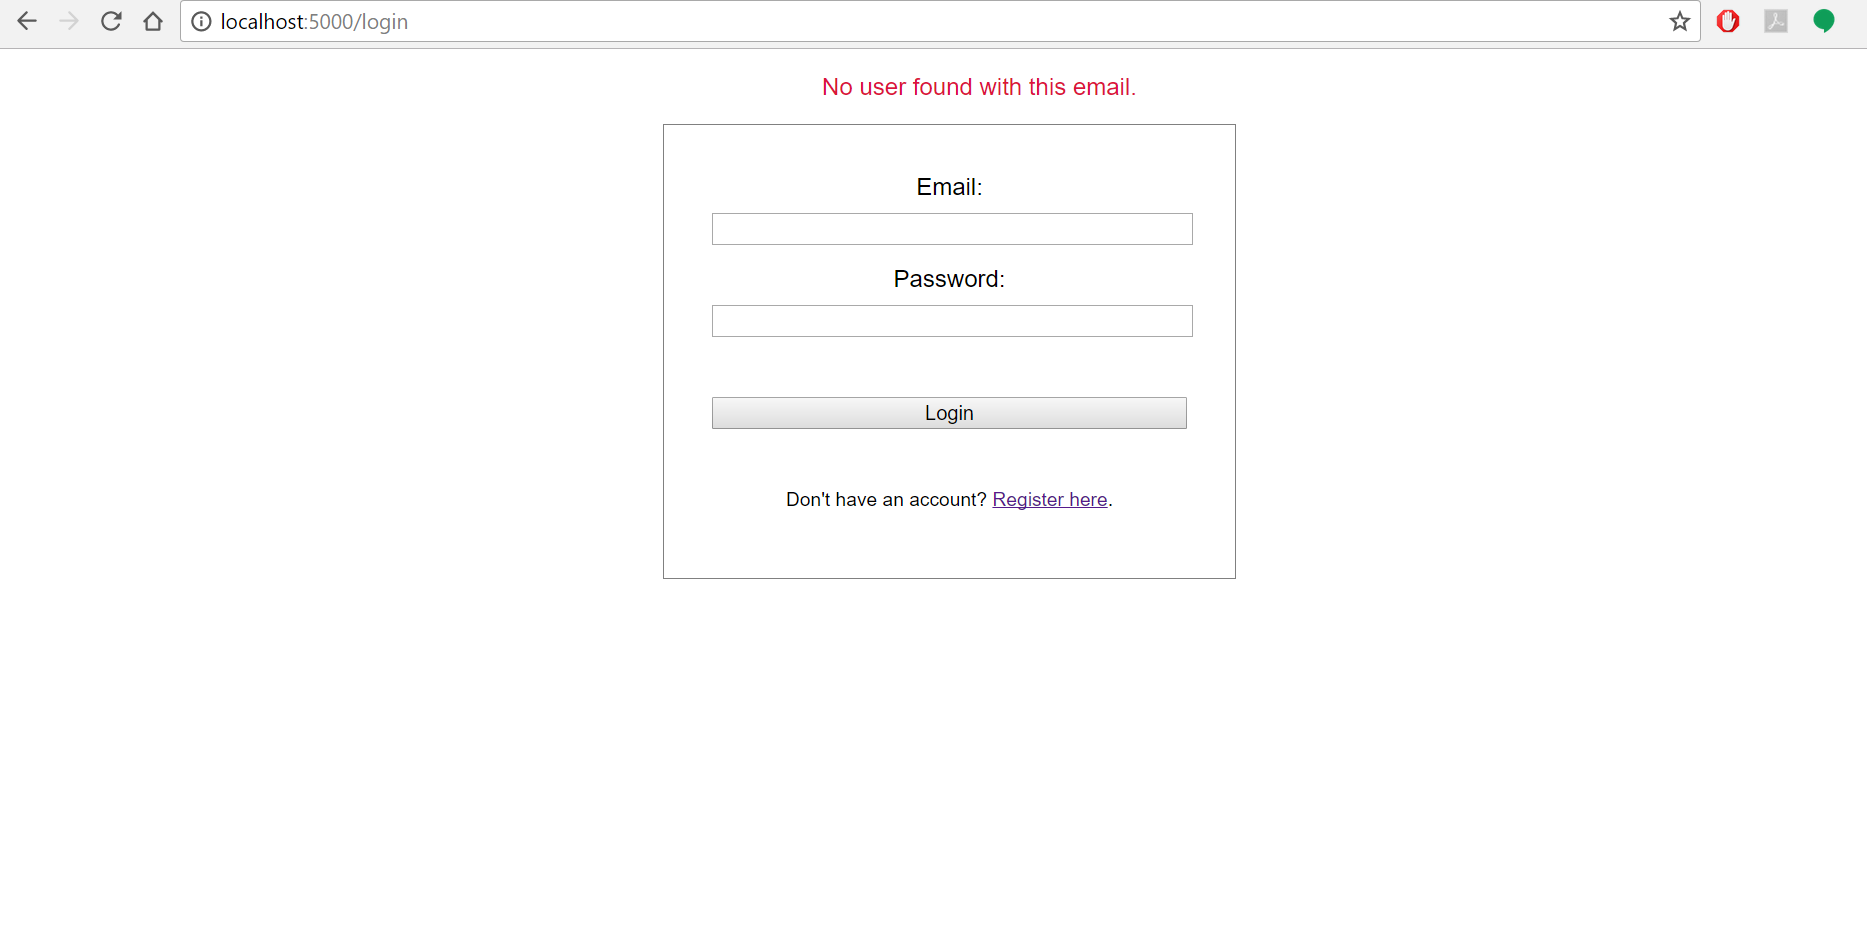 localhost:5000/login
No user found with this email.
Email:
Password:
Login
Don't have an account? Register here.